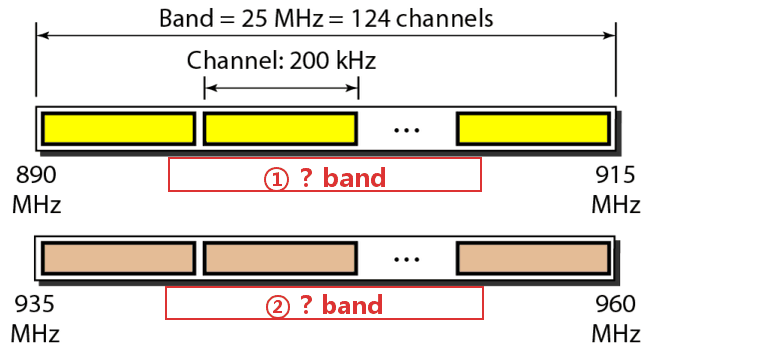 Band = 25 MHz = 124 channels
Channel: 200 kHz
...
890 MHz
① ? band
915 MHz
...
935 MHz
② ? band
960 MHz